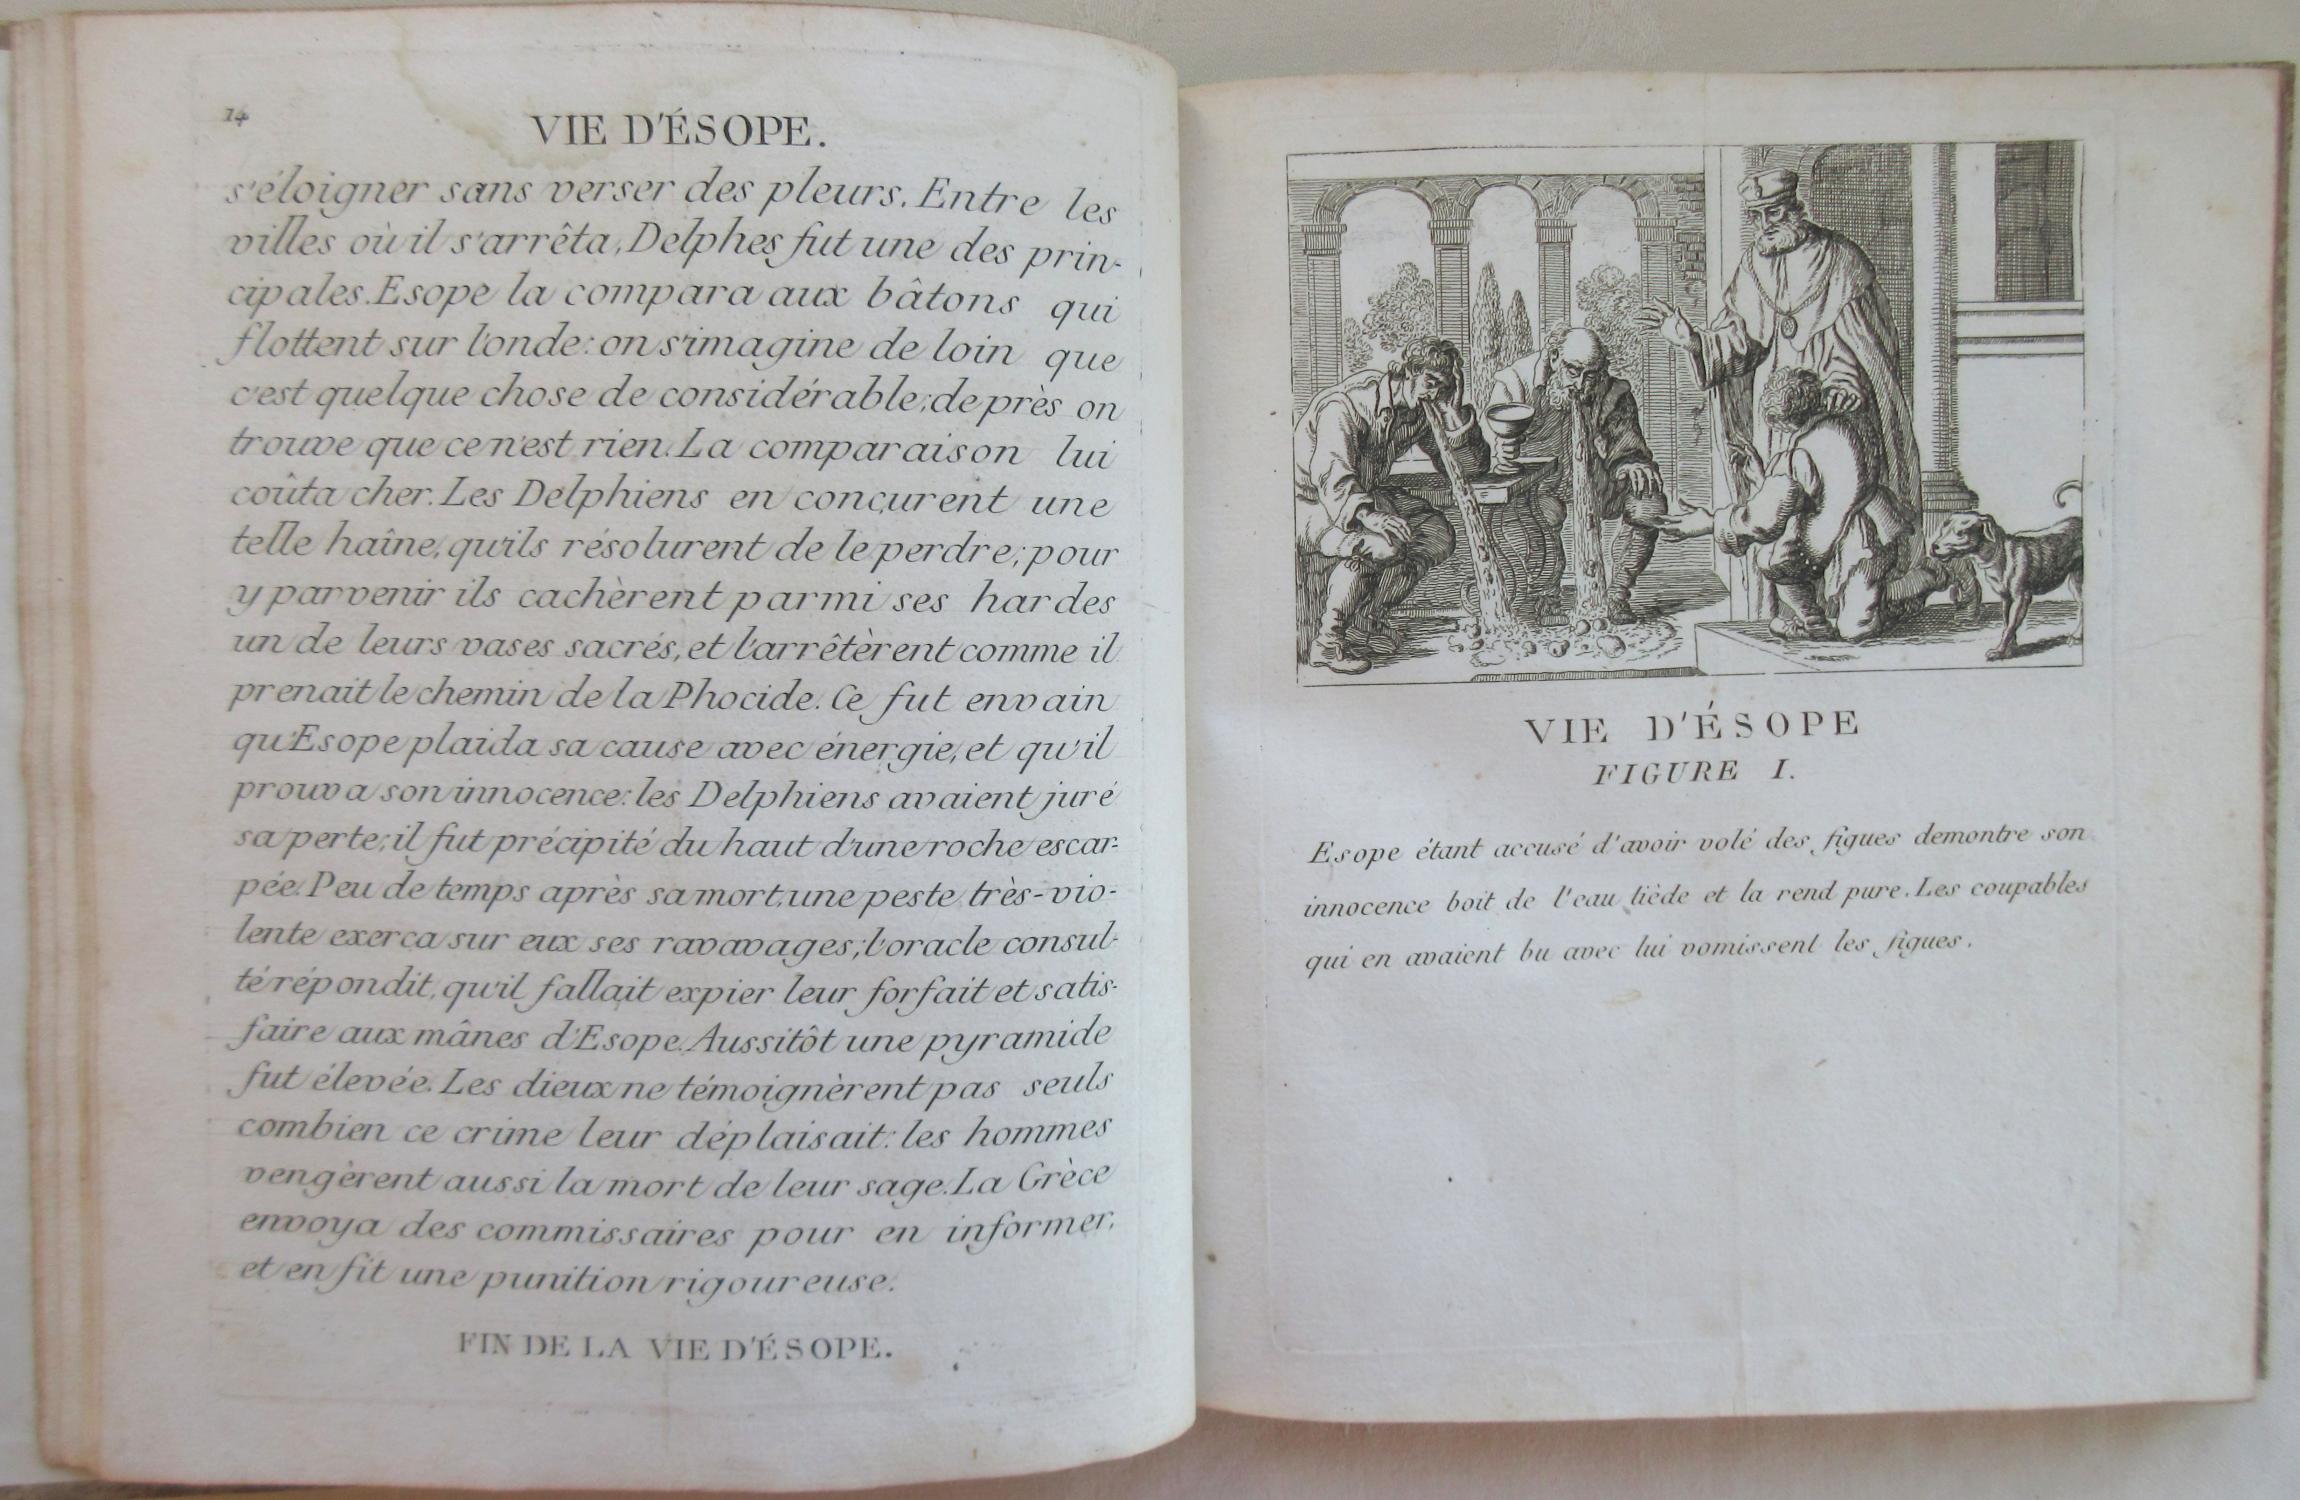 14
VIE D'ÉSOPE.
s'éloigner sans verser des pleurs. Entre les
villes où il s'arrêta, Delphes fut une des prin-
cipales. Esope la compara aux bâtons qui
flottent sur l'onde: on s'imagine de loin que
c'est quelque chose de considérable; de près on
trouve que ce n'est rien. La comparaison lui
coûta cher. Les Delphiens en conçurent une
telle haîne, qu'ils résolurent de le perdre; pour
y parvenir ils cachèrent parmi ses hardes
un de leurs vases sacrés, et l'arrêtèrent comme il
prenait le chemin de la Phocide. Ce fut envain
qu'Esope plaida sa cause avec énergie, et qu'il
prouva son innocence: les Delphiens avaient juré
sa perte; il fut précipité du haut d'une roche escar-
pée. Peu de temps après sa mort, une peste très-vio-
lente exerca sur eux ses ravavages; l'oracle consul-
té répondit, qu'il fallait expier leur forfait et satis-
faire aux mânes d'Esope. Aussitôt une pyramide
fut élevée. Les dieux ne témoignèrent pas seuls
combien ce crime leur déplaisait: les hommes
vengèrent aussi la mort de leur sage. La Grèce
envoya des commissaires pour en informer,
et en fit une punition rigoureuse.
FIN DE LA VIE D'ÉSOPE.
VIE D'ÉSOPE
FIGURE I.
Esope étant accusé d'avoir volé des figues demontre son
innocence boit de l'eau tiède et la rend pure. Les coupables
qui en avaient bu avec lui vomissent les figues.